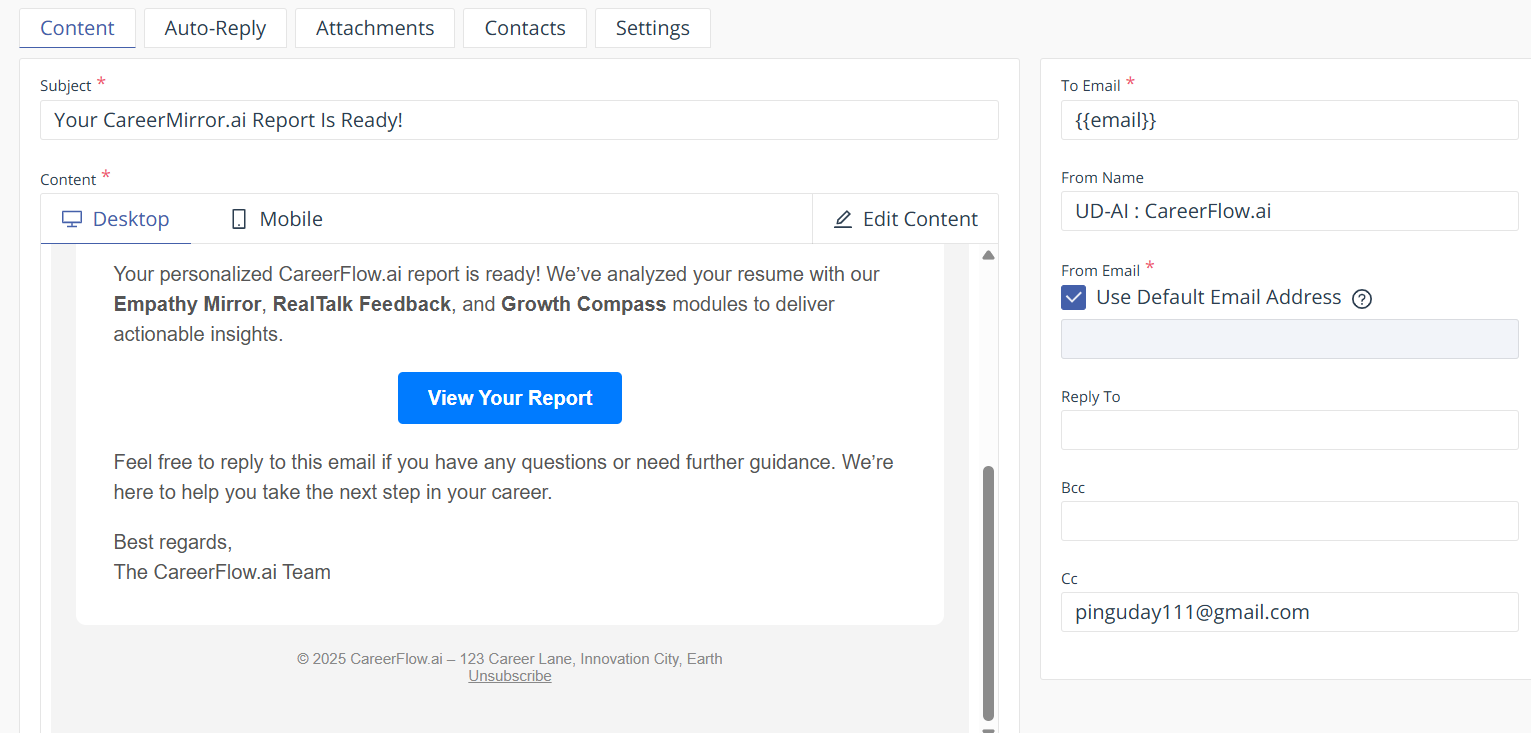 Content
Auto-Reply
Attachments
Contacts
Settings
Subject *
Your CareerMirror.ai Report Is Ready!
Content *
Desktop
Mobile
Edit Content
Your personalized CareerFlow.ai report is ready! We’ve analyzed your resume with our
Empathy Mirror, RealTalk Feedback, and Growth Compass modules to deliver
actionable insights.
View Your Report
Feel free to reply to this email if you have any questions or need further guidance. We’re
here to help you take the next step in your career.
Best regards,
The CareerFlow.ai Team
© 2025 CareerFlow.ai – 123 Career Lane, Innovation City, Earth
Unsubscribe
To Email *
{{email}}
From Name
UD-AI : CareerFlow.ai
From Email *
Use Default Email Address ?
Reply To
Bcc
Cc
pinguday111@gmail.com